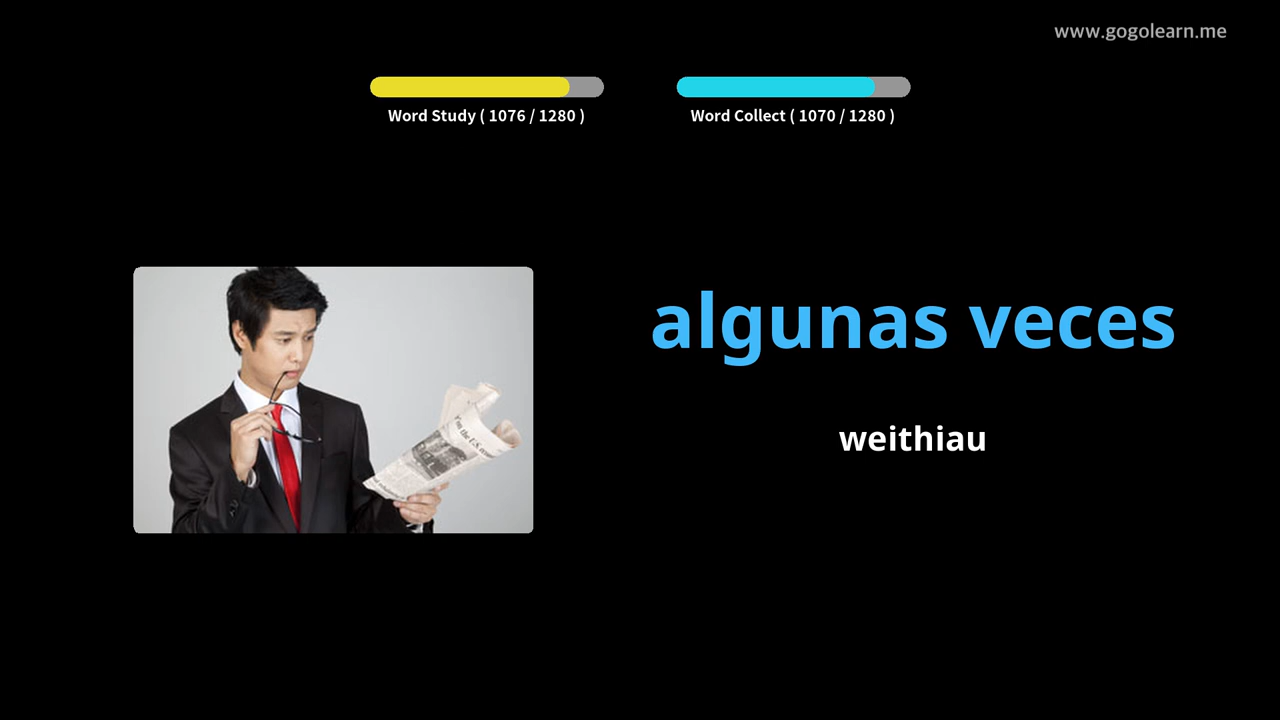 www.gogolearn.me
Word Study ( 1076 / 1280 )
Word Collect ( 1070 / 1280 )
algunas veces
weithiau